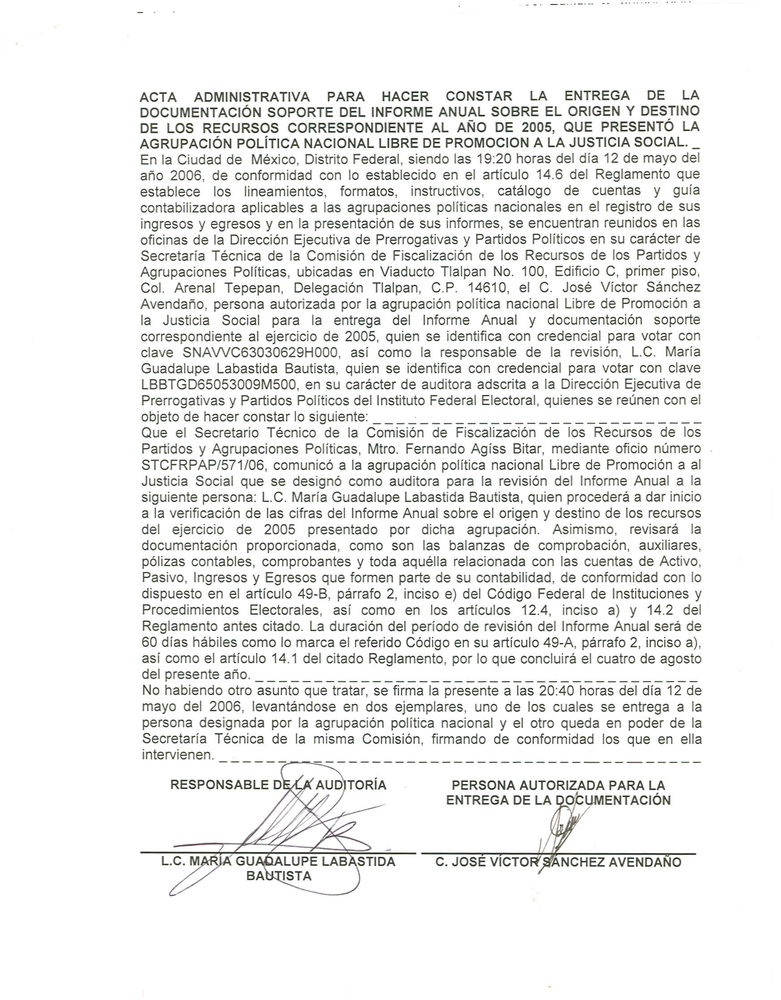 ACTA ADMINISTRATIVA PARA HACER CONSTAR LA ENTREGA DE LA
DOCUMENTACIÓN SOPORTE DEL INFORME ANUAL SOBRE EL ORIGEN Y DESTINO
DE LOS RECURSOS CORRESPONDIENTE AL AÑO DE 2005, QUE PRESENTÓ LA
AGRUPACIÓN POLÍTICA NACIONAL LIBRE DE PROMOCION A LA JUSTICIA SOCIAL. _
En la Ciudad de México, Distrito Federal, siendo las 19:20 horas del día 12 de mayo del
año 2006, de conformidad con lo establecido en el artículo 14.6 del Reglamento que
establece los lineamientos, formatos, instructivos, catálogo de cuentas y guía
contabilizadora aplicables a las agrupaciones políticas nacionales en el registro de sus
ingresos y egresos y en la presentación de sus informes, se encuentran reunidos en las
oficinas de la Dirección Ejecutiva de Prerrogativas y Partidos Políticos en su carácter de
Secretaría Técnica de la Comisión de Fiscalización de los Recursos de los Partidos y
Agrupaciones Políticas, ubicadas en Viaducto Tlalpan No. 100, Edificio C, primer piso,
Col. Arenal Tepepan, Delegación Tlalpan, C.P. 14610, el C. José Víctor Sánchez
Avendaño, persona autorizada por la agrupación política nacional Libre de Promoción a
la Justicia Social para la entrega del Informe Anual y documentación soporte
correspondiente al ejercicio de 2005, quien se identifica con credencial para votar con
clave SNAVVC63030629H000, así como la responsable de la revisión, L.C. María
Guadalupe Labastida Bautista, quien se identifica con credencial para votar con clave
LBBTGD65053009M500, en su carácter de auditora adscrita a la Dirección Ejecutiva de
Prerrogativas y Partidos Políticos del Instituto Federal Electoral, quienes se reúnen con el
objeto de hacer constar lo siguiente: _ _ _ _ _ _ _ _ _ _ _ _ _ _ _ _ _ _ _ _ _ _ _ _ _ _ _ _
Que el Secretario Técnico de la Comisión de Fiscalización de los Recursos de los
Partidos y Agrupaciones Políticas, Mtro. Fernando Agíss Bitar, mediante oficio número
STCFRPAP/571/06, comunicó a la agrupación política nacional Libre de Promoción a al
Justicia Social que se designó como auditora para la revisión del Informe Anual a la
siguiente persona: L.C. María Guadalupe Labastida Bautista, quien procederá a dar inicio
a la verificación de las cifras del Informe Anual sobre el origen y destino de los recursos
del ejercicio de 2005 presentado por dicha agrupación. Asimismo, revisará la
documentación proporcionada, como son las balanzas de comprobación, auxiliares,
pólizas contables, comprobantes y toda aquélla relacionada con las cuentas de Activo,
Pasivo, Ingresos y Egresos que formen parte de su contabilidad, de conformidad con lo
dispuesto en el artículo 49-B, párrafo 2, inciso e) del Código Federal de Instituciones y
Procedimientos Electorales, así como en los artículos 12.4, inciso a) y 14.2 del
Reglamento antes citado. La duración del período de revisión del Informe Anual será de
60 días hábiles como lo marca el referido Código en su artículo 49-A, párrafo 2, inciso a),
así como el artículo 14.1 del citado Reglamento, por lo que concluirá el cuatro de agosto
del presente año. _ _ _ _ _ _ _ _ _ _ _ _ _ _ _ _ _ _ _ _ _ _ _ _ _ _ _ _ _ _ _ _ _ _ _ _ _ _
No habiendo otro asunto que tratar, se firma la presente a las 20:40 horas del día 12 de
mayo del 2006, levantándose en dos ejemplares, uno de los cuales se entrega a la
persona designada por la agrupación política nacional y el otro queda en poder de la
Secretaría Técnica de la misma Comisión, firmando de conformidad los que en ella
intervienen. _ _ _ _ _ _ _ _ _ _ _ _ _ _ _ _ _ _ _ _ _ _ _ _ _ _ _ _ _ _ _ _ _ _ _ _ _ _ _ _ _
RESPONSABLE DE LA AUDITORÍA
PERSONA AUTORIZADA PARA LA
ENTREGA DE LA DOCUMENTACIÓN
L.C. MARÍA GUADALUPE LABASTIDA
BAUTISTA
C. JOSÉ VÍCTOR SÁNCHEZ AVENDAÑO